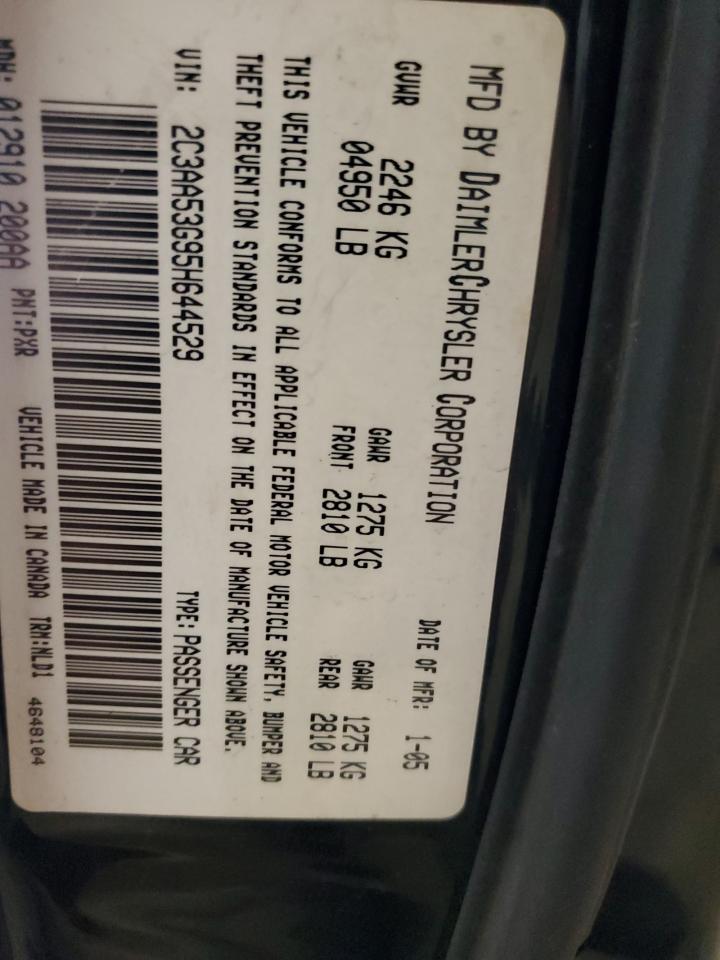 MFD BY DAIMLERCHRYSLER CORPORATION
DATE OF MFR: 1-05
GVWR 2246 KG
04950 LB
GAWR 1275 KG
FRONT 2810 LB
GAWR 1275 KG
REAR 2810 LB
THIS VEHICLE CONFORMS TO ALL APPLICABLE FEDERAL MOTOR VEHICLE SAFETY, BUMPER AND
THEFT PREVENTION STANDARDS IN EFFECT ON THE DATE OF MANUFACTURE SHOWN ABOVE.
VIN: 2C3AA53G95H644529 TYPE: PASSENGER CAR
MDH: 012910 200AA PNT:PXR VEHICLE MADE IN CANADA TRM:NLD1 4648104